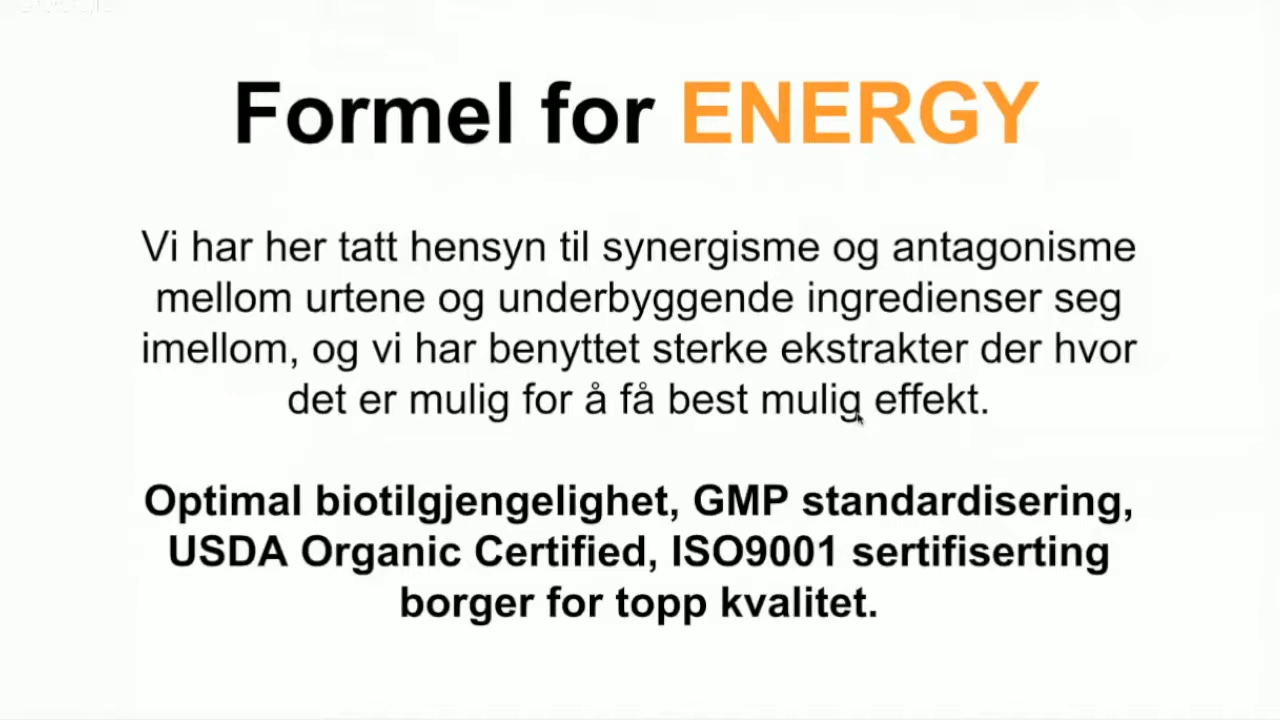 Formel for ENERGY
Vi har her tatt hensyn til synergisme og antagonisme
mellom urtene og underbyggende ingredienser seg
imellom, og vi har benyttet sterke ekstrakter der hvor
det er mulig for å få best mulig effekt.
Optimal biotilgjengelighet, GMP standardisering,
USDA Organic Certified, ISO9001 sertifiserting
borger for topp kvalitet.